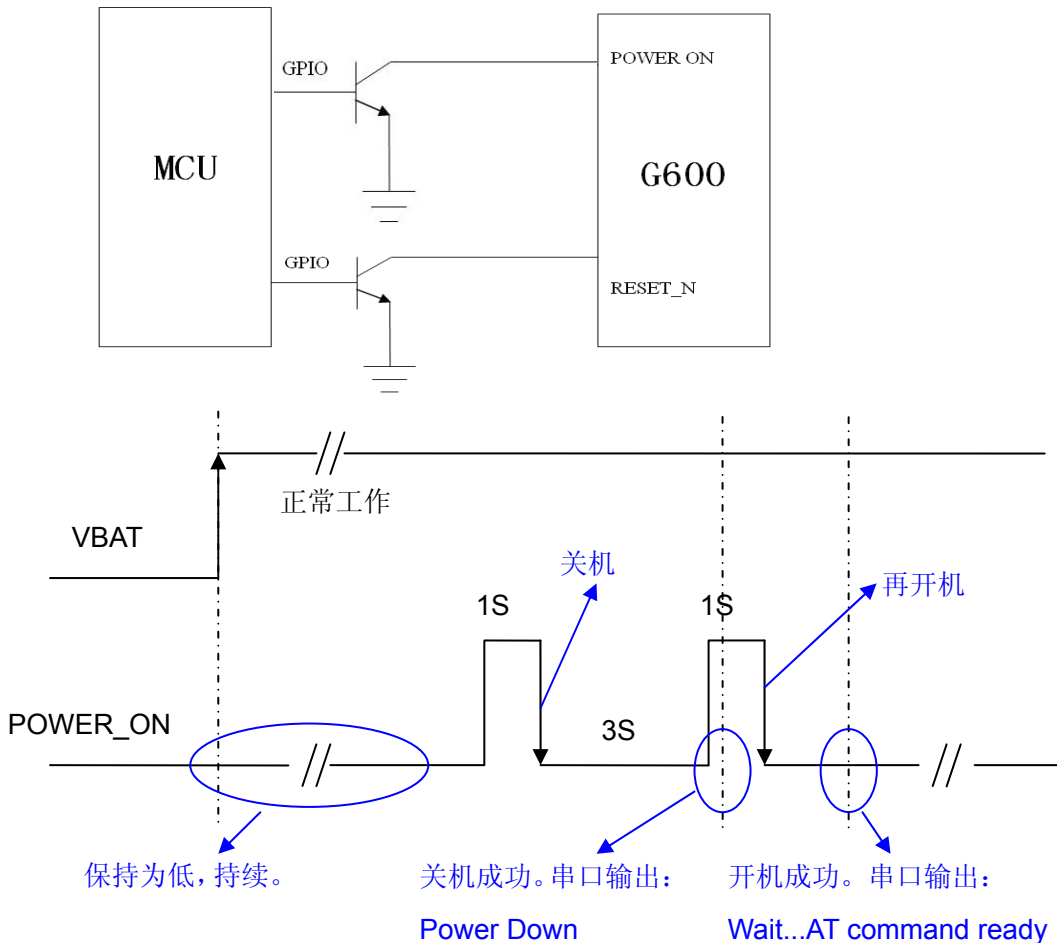 GPIO
POWER ON
MCU
G600
GPIO
RESET_N
正常工作
VBAT
关机
再开机
1S
1S
POWER_ON
3S
保持为低，持续。
关机成功。串口输出：
Power Down
开机成功。串口输出：
Wait...AT command ready